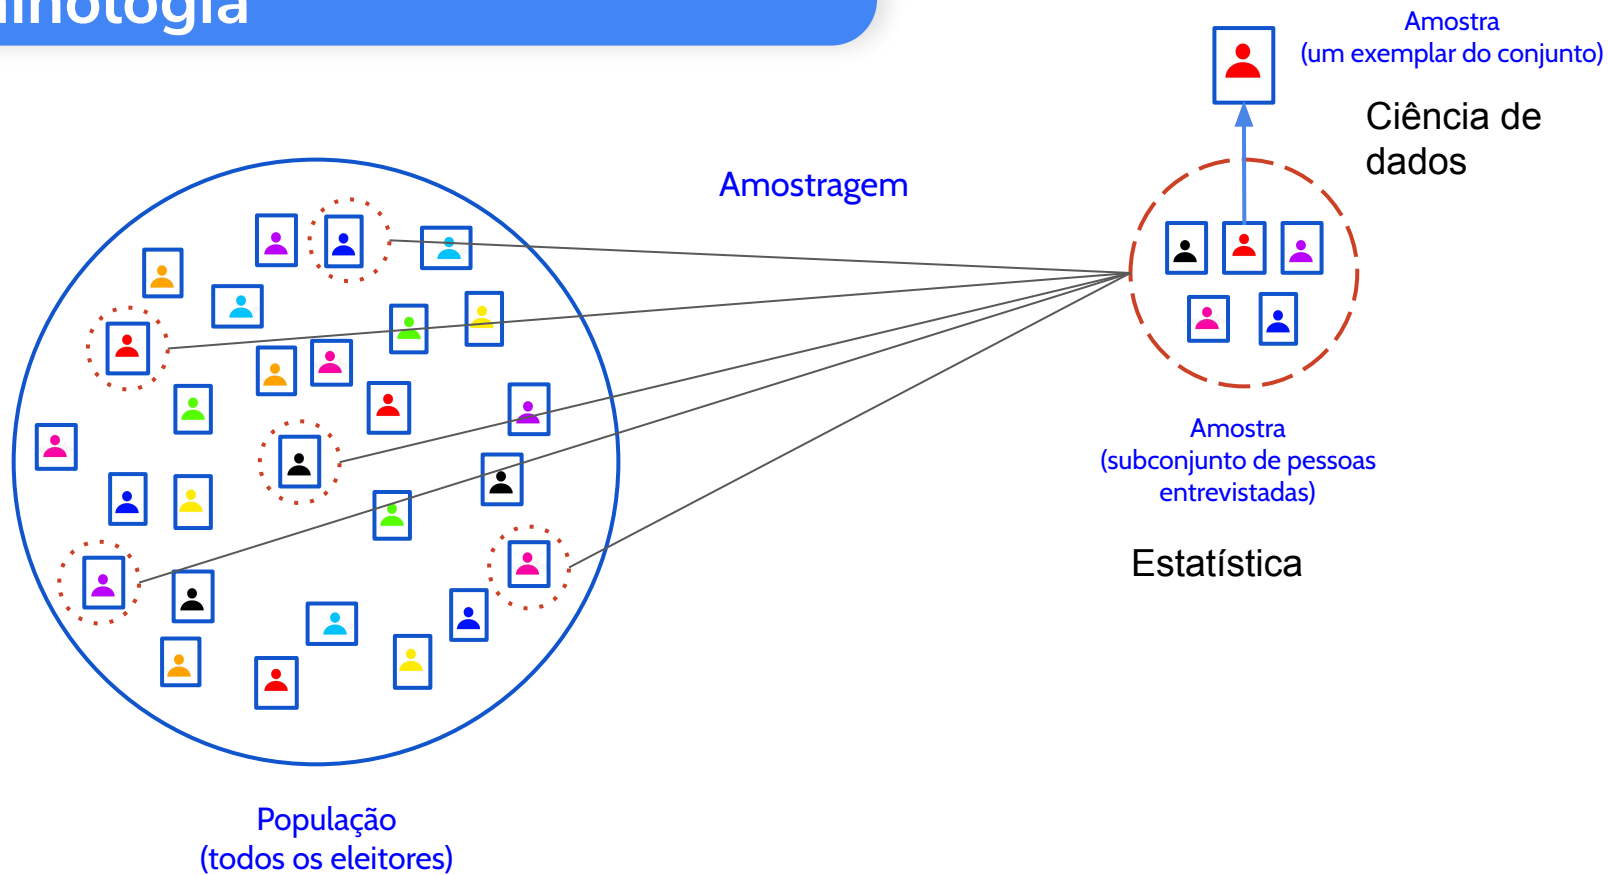 Amostra
(um exemplar do conjunto)
Ciência de
dados
Amostragem
Amostra
(subconjunto de pessoas
entrevistadas)
Estatística
População
(todos os eleitores)